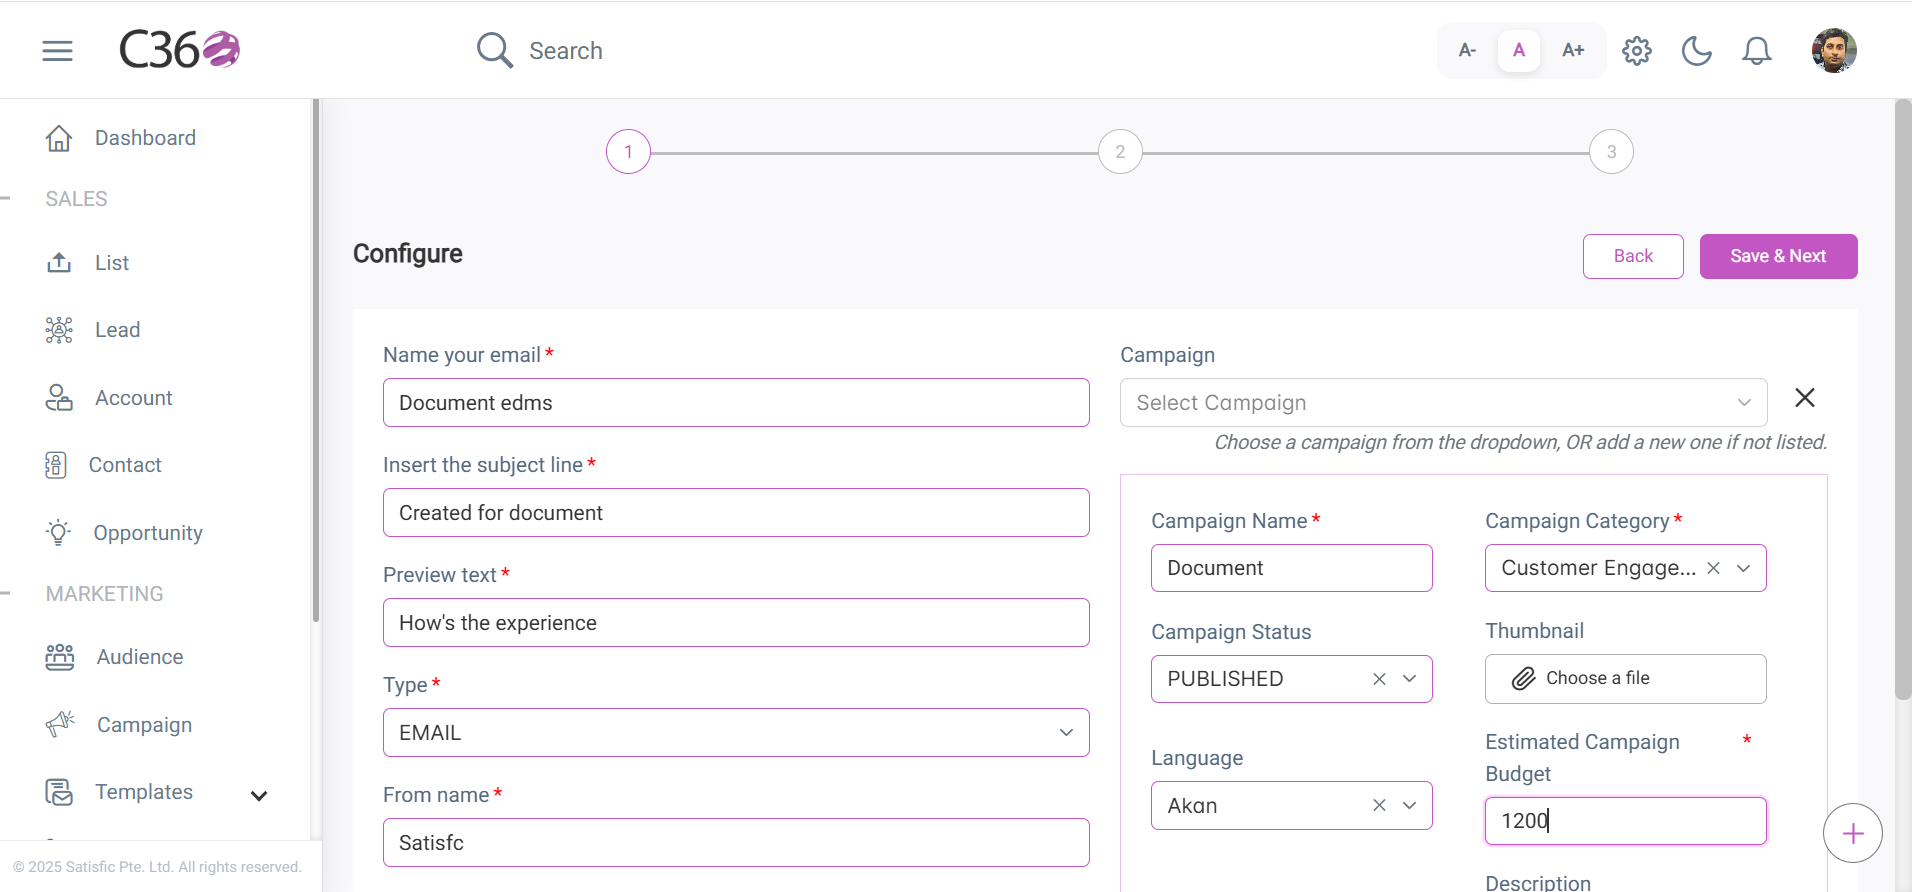 C36
Search
A-
A
A+
Dashboard
SALES
List
Lead
Account
Contact
Opportunity
MARKETING
Audience
Campaign
Templates
© 2025 Satisfic Pte. Ltd. All rights reserved.
1
2
3
Configure
Back
Save & Next
Name your email *
Document edms
Insert the subject line *
Created for document
Preview text *
How's the experience
Type *
EMAIL
From name *
Satisfc
Campaign
Select Campaign
Choose a campaign from the dropdown, OR add a new one if not listed.
Campaign Name *
Document
Campaign Category *
Customer Engage...
Campaign Status
PUBLISHED
Thumbnail
Choose a file
Language
Akan
Estimated Campaign *
Budget
1200
Description